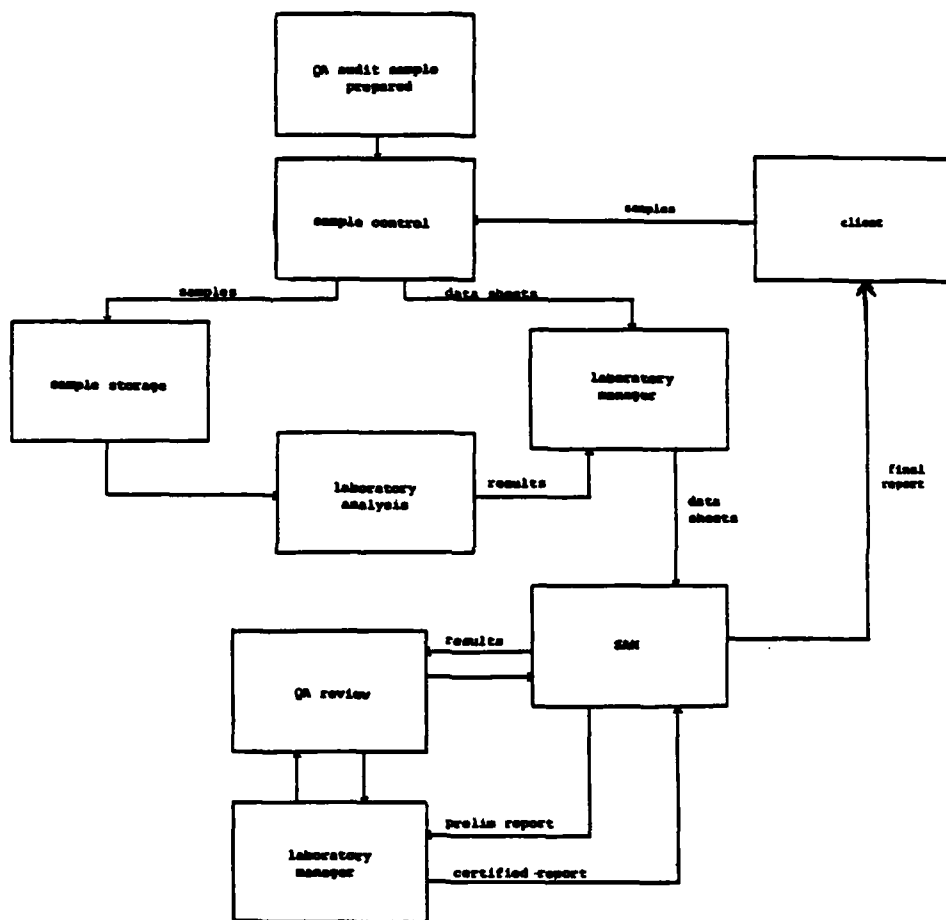 QA audit sample
prepared
sample control
samples
client
samples
data sheets
sample storage
laboratory
manager
laboratory
analysis
results
data
sheets
final
report
results
SAM
QA review
prelim report
laboratory
manager
certified report